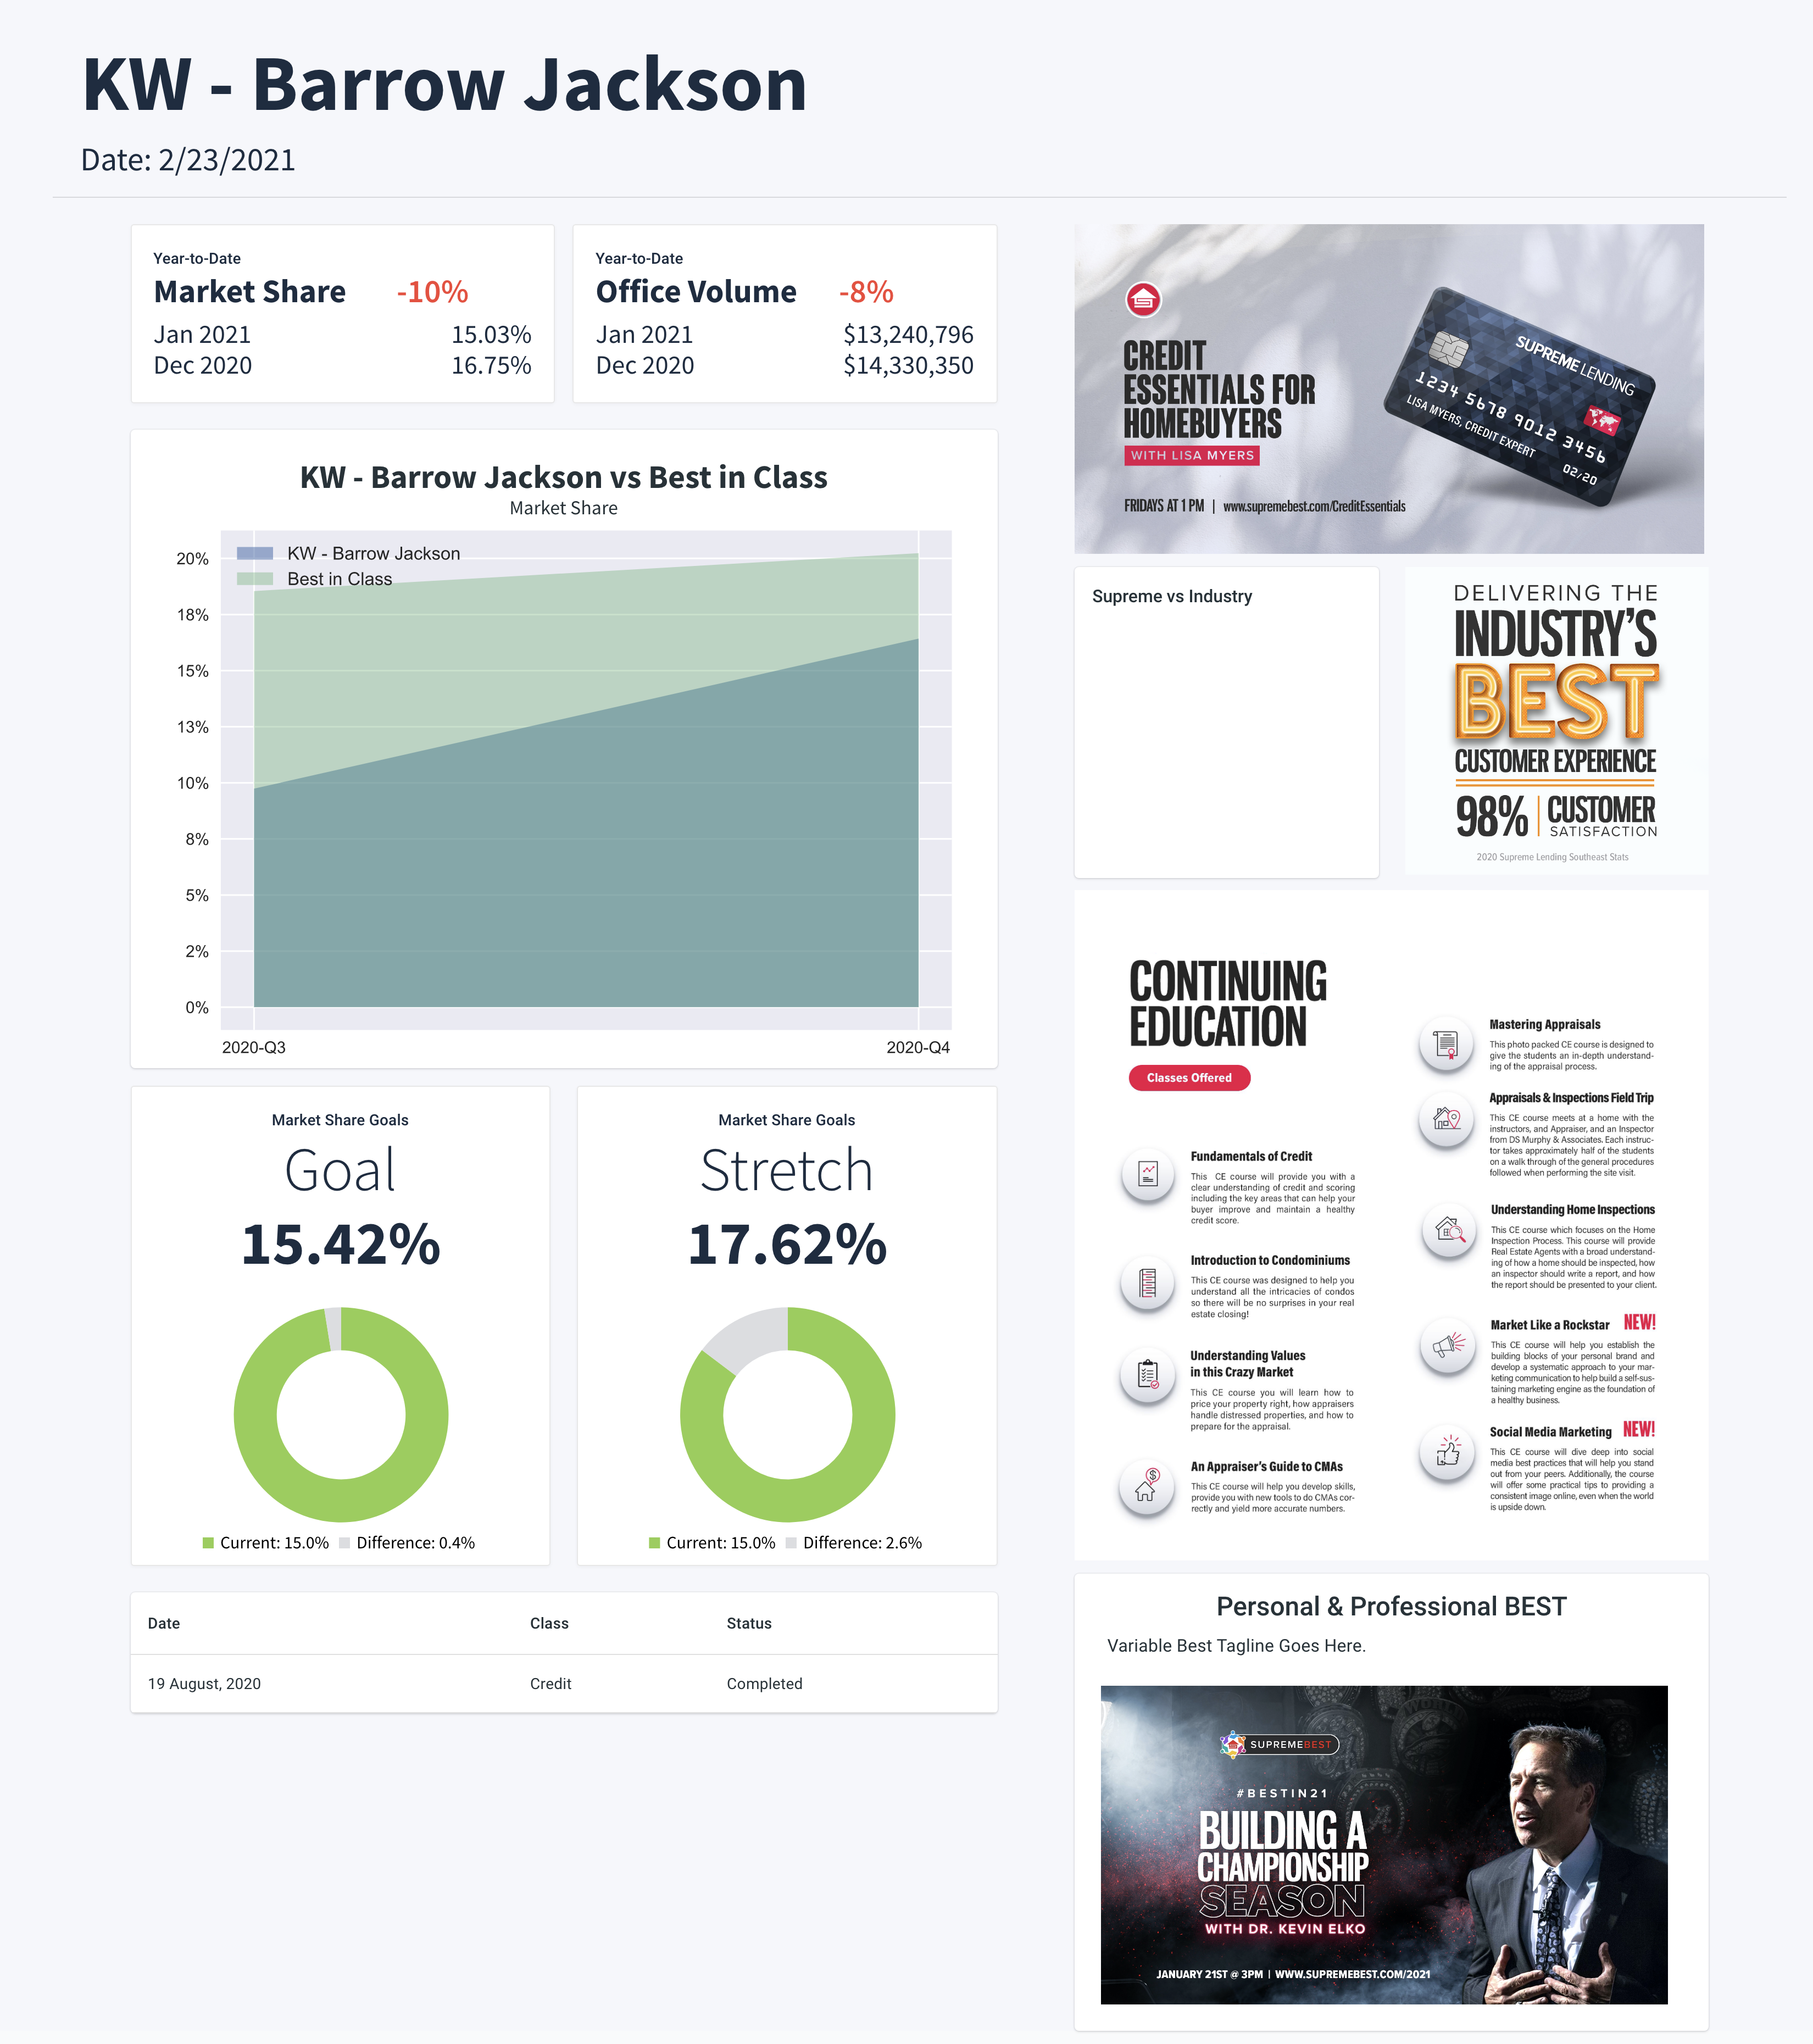 KW - Barrow Jackson
Date: 2/23/2021
Year-to-Date
Market Share -10%
Jan 2021 15.03%
Dec 2020 16.75%
Year-to-Date
Office Volume -8%
Jan 2021 $13,240,796
Dec 2020 $14,330,350
KW - Barrow Jackson vs Best in Class
Market Share
KW - Barrow Jackson
Best in Class
20%
18%
15%
13%
10%
8%
5%
2%
0%
2020-Q3 2020-Q4
Market Share Goals
Goal
15.42%
Current: 15.0% Difference: 0.4%
Market Share Goals
Stretch
17.62%
Current: 15.0% Difference: 2.6%
Date Class Status
19 August, 2020 Credit Completed
CREDIT
ESSENTIALS FOR
HOMEBUYERS
WITH LISA MYERS
FRIDAYS AT 1 PM | www.supremebest.com/CreditEssentials
SUPREME LENDING
1234 5678 9012 3456
LISA MYERS, CREDIT EXPERT
02/20
Supreme vs Industry
DELIVERING THE
INDUSTRY'S
BEST
CUSTOMER EXPERIENCE
98% | CUSTOMER
SATISFACTION
2020 Supreme Lending Southeast Stats
CONTINUING
EDUCATION
Classes Offered
Fundamentals of Credit
This CE course will provide you with a
clear understanding of credit and scoring
including the key areas that can help your
buyer improve and maintain a healthy
credit score.
Introduction to Condominiums
This CE course was designed to help you
understand all the intricacies of condos
so there will be no surprises in your real
estate closing!
Understanding Values
in this Crazy Market
This CE course you will learn how to
price your property right, how appraisers
handle distressed properties, and how to
prepare for the appraisal.
An Appraiser's Guide to CMAs
This CE course will help you develop skills,
provide you with new tools to do CMAs cor-
rectly and yield more accurate numbers.
Mastering Appraisals
This photo packed CE course is designed to
give the students an in-depth understand-
ing of the appraisal process.
Appraisals & Inspections Field Trip
This CE course meets at a home with the
instructors, and Appraiser, and an Inspector
from DS Murphy & Associates. Each instruc-
tor takes approximately half of the students
on a walk through of the general procedures
followed when performing the site visit.
Understanding Home Inspections
This CE course which focuses on the Home
Inspection Process. This course will provide
Real Estate Agents with a broad understand-
ing of how a home should be inspected, how
an inspector should write a report, and how
the report should be presented to your client.
Market Like a Rockstar NEW!
This CE course will help you establish the
building blocks of your personal brand and
develop a systematic approach to your mar-
keting communication to help build a self-sus-
taining marketing engine as the foundation of
a healthy business.
Social Media Marketing NEW!
This CE course will dive deep into social
media best practices that will help you stand
out from your peers. Additionally, the course
will offer some practical tips to providing a
consistent image online, even when the world
is upside down.
Personal & Professional BEST
Variable Best Tagline Goes Here.
SUPREMEBEST
#BESTIN21
BUILDING A
CHAMPIONSHIP
SEASON
WITH DR. KEVIN ELKO
JANUARY 21ST @ 3PM | WWW.SUPREMEBEST.COM/2021